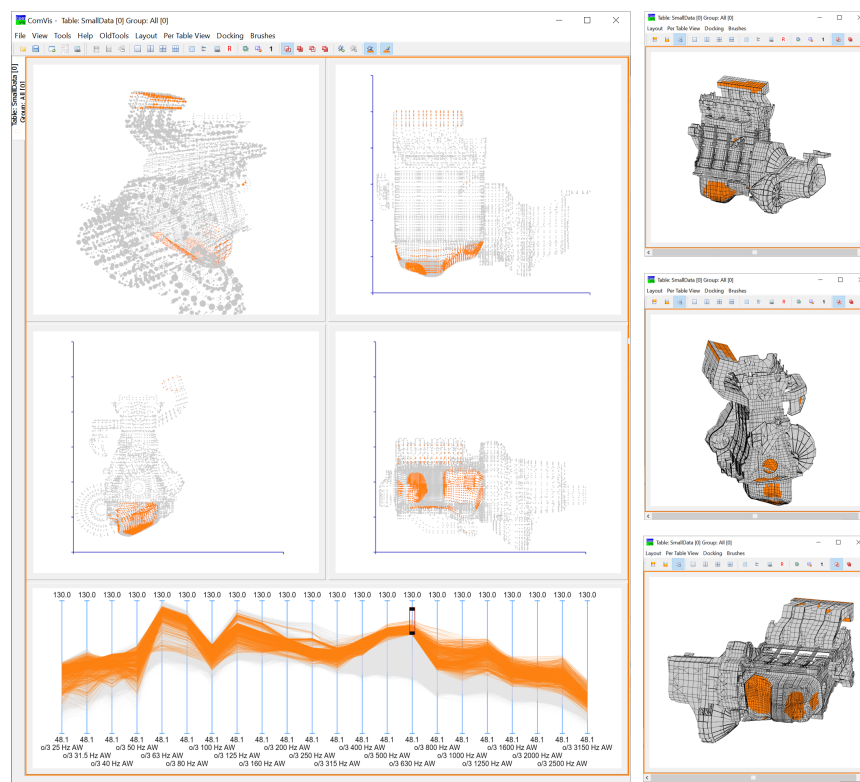 ComVis - Table: SmallData [0] Group: All [0]
File View Tools Help OldTools Layout Per Table View Docking Brushes
R 1
Table: SmallData [0]
Group: All [0]
130.0 130.0 130.0 130.0 130.0 130.0 130.0 130.0 130.0 130.0 130.0 130.0 130.0 130.0 130.0 130.0 130.0 130.0 130.0 130.0 130.0 130.0
48.1 48.1 48.1 48.1 48.1 48.1 48.1 48.1 48.1 48.1 48.1 48.1 48.1 48.1 48.1 48.1 48.1 48.1 48.1 48.1 48.1 48.1
o/3 25 Hz AW o/3 50 Hz AW o/3 100 Hz AW o/3 200 Hz AW o/3 400 Hz AW o/3 800 Hz AW o/3 1600 Hz AW o/3 3150 Hz AW
o/3 31.5 Hz AW o/3 63 Hz AW o/3 125 Hz AW o/3 250 Hz AW o/3 500 Hz AW o/3 1000 Hz AW o/3 2000 Hz AW
o/3 40 Hz AW o/3 80 Hz AW o/3 160 Hz AW o/3 315 Hz AW o/3 630 Hz AW o/3 1250 Hz AW o/3 2500 Hz AW
Table: SmallData [0] Group: All [0]
Layout Per Table View Docking Brushes
R 1
Table: SmallData [0] Group: All [0]
Layout Per Table View Docking Brushes
R 1
Table: SmallData [0] Group: All [0]
Layout Per Table View Docking Brushes
R 1